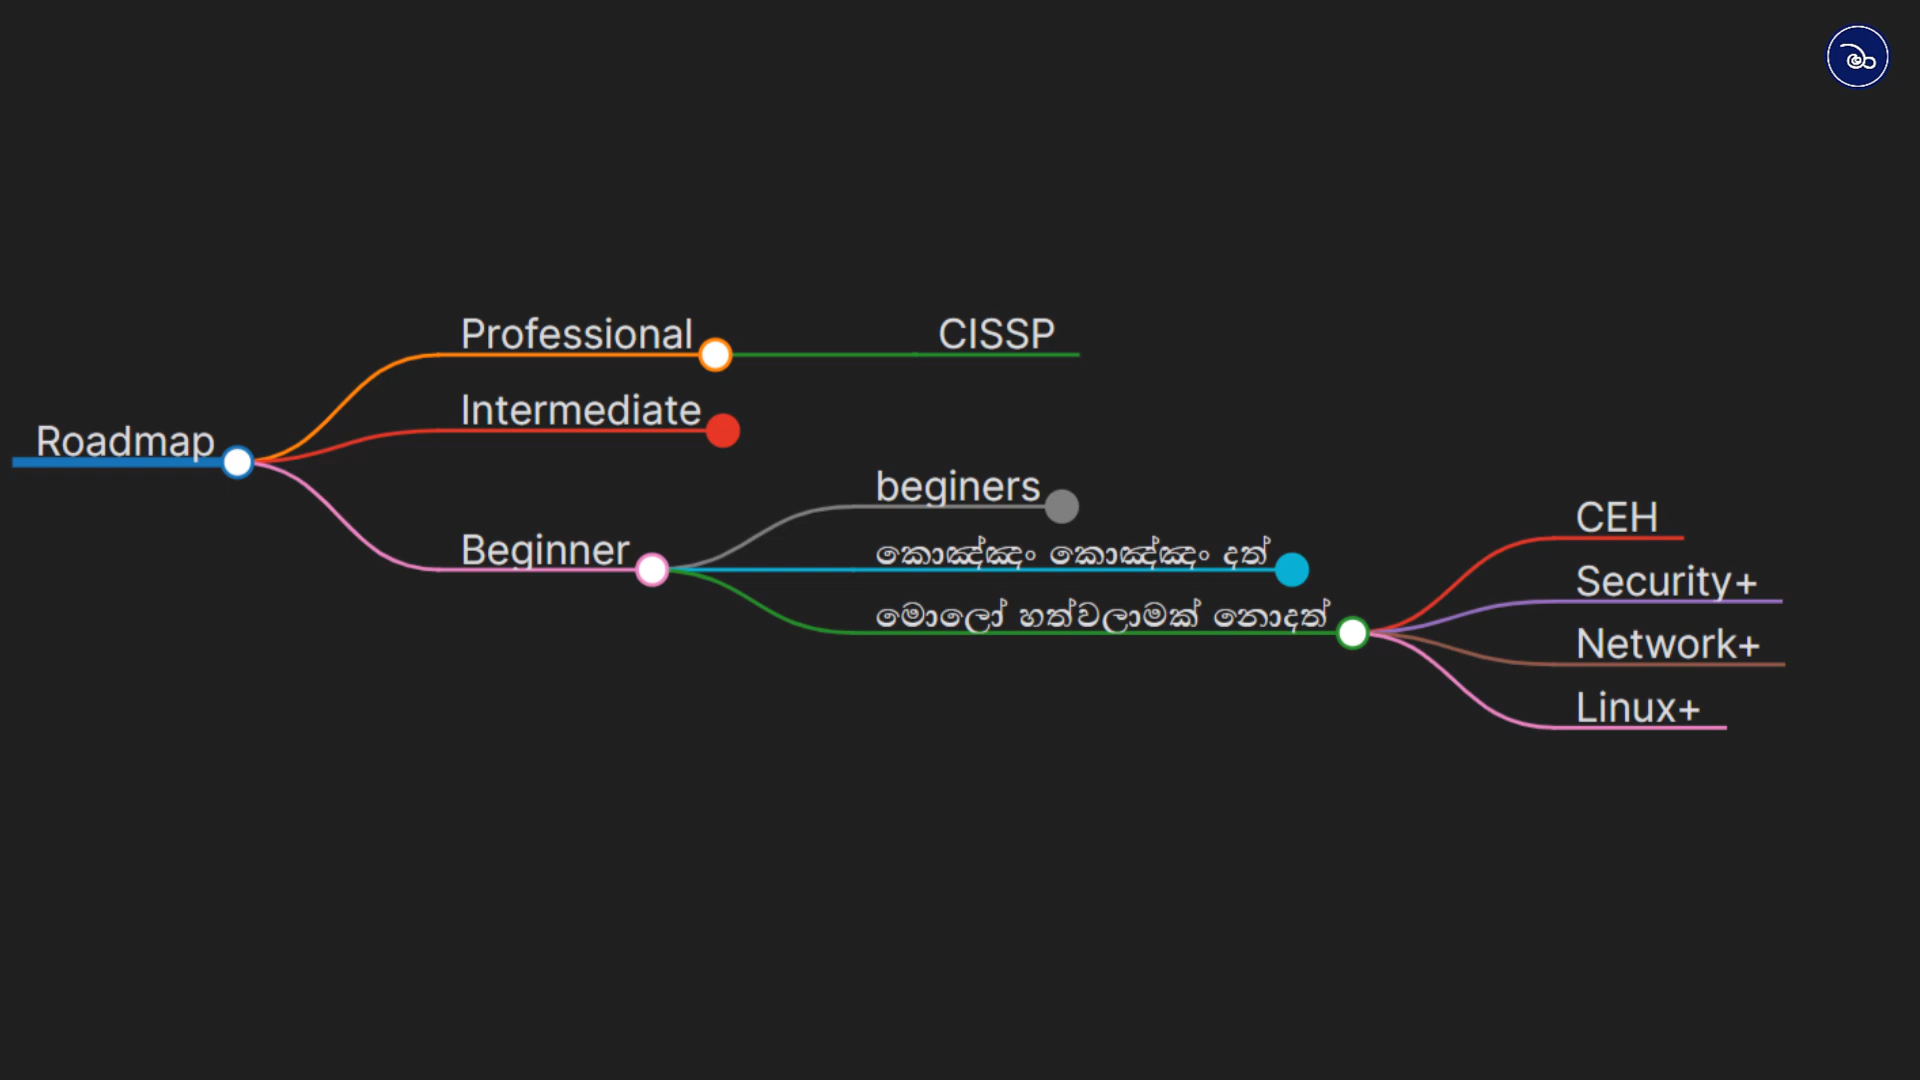 Roadmap
Professional
CISSP
Intermediate
Beginner
beginers
කොඤ්ඤං කොඤ්ඤං දත්
මොලෝ හත්වලාමක් නොදත්
CEH
Security+
Network+
Linux+